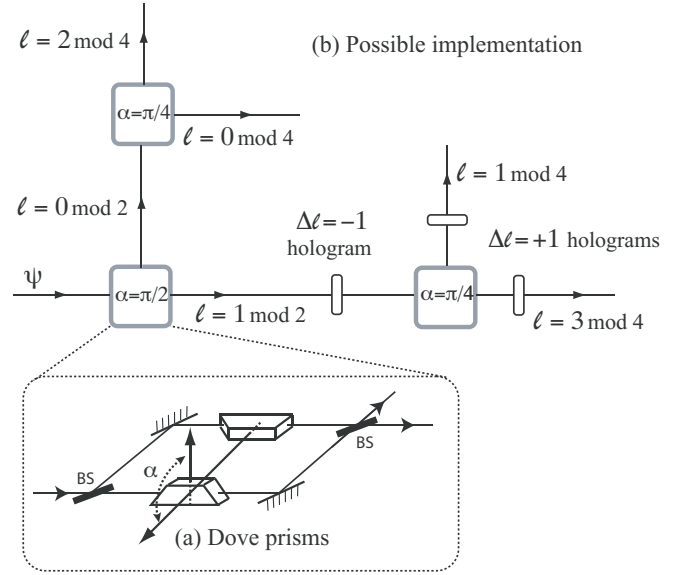 ℓ = 2 mod 4
(b) Possible implementation
α=π/4
ℓ = 0 mod 4
ℓ = 1 mod 4
ℓ = 0 mod 2
Δℓ = −1
hologram
Δℓ = +1 holograms
ψ
α=π/2
α=π/4
ℓ = 1 mod 2
ℓ = 3 mod 4
BS
BS
α
(a) Dove prisms